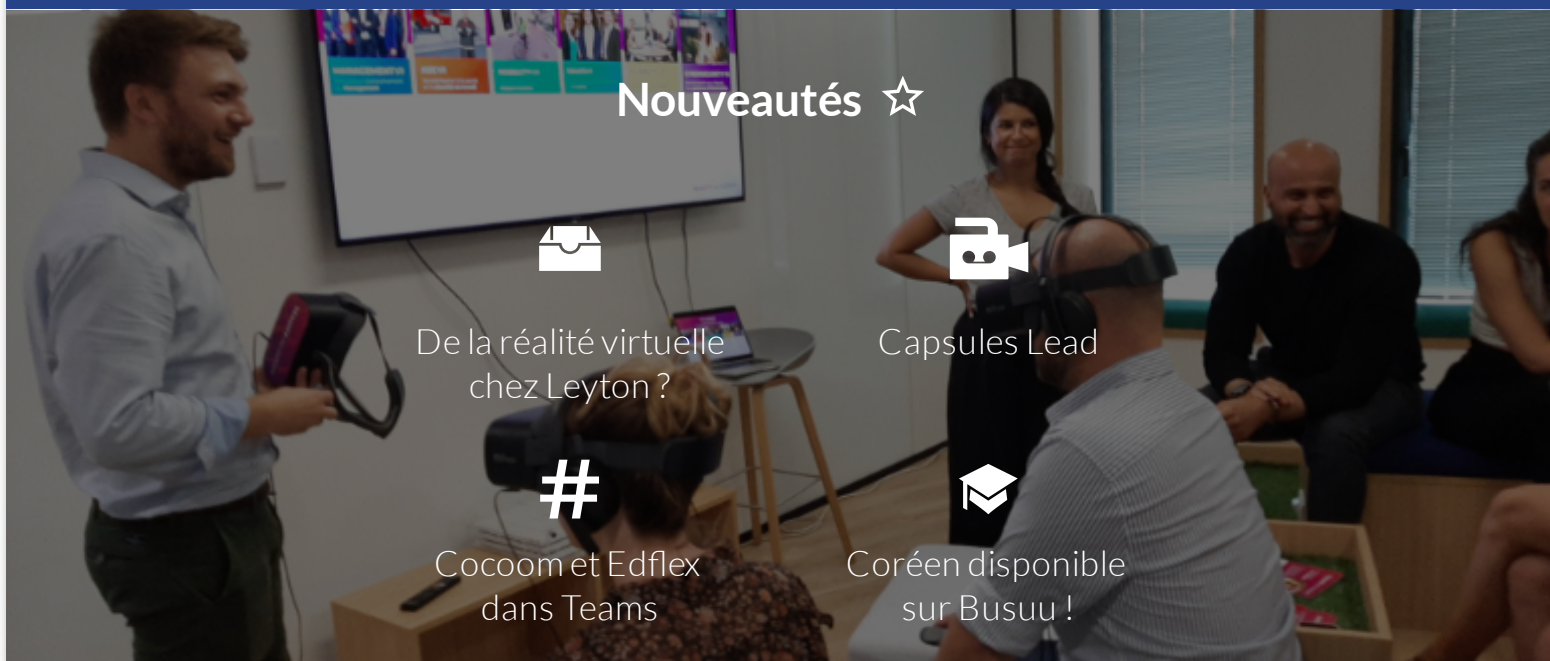 Nouveautés
De la réalité virtuelle
chez Leyton ?
Capsules Lead
#
Cocoom et Edflex
dans Teams
Coréen disponible
sur Busuu !